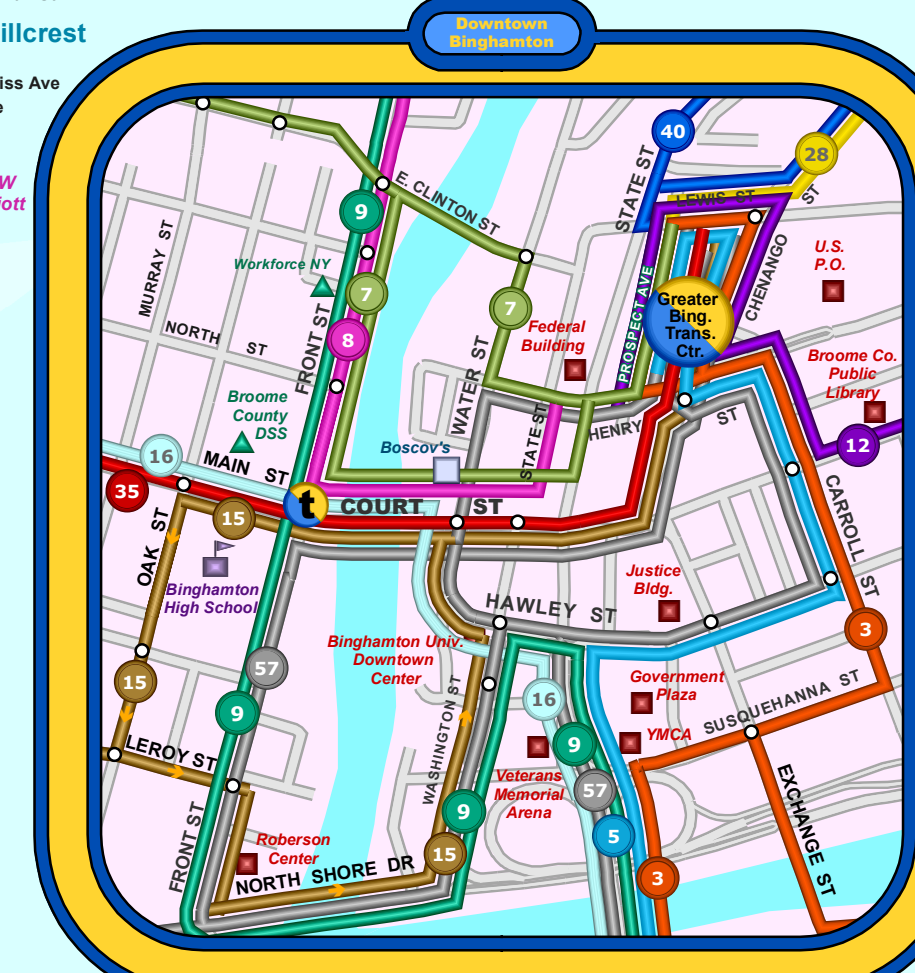 illcrest
iss Ave
e
W
iott
Downtown
Binghamton
40
28
E CLINTON ST
STATE ST
LEWIS ST
ST
9
MURRAY ST
Workforce NY
7
7
Federal
Building
PROSPECT AVE
Greater
Bing.
Trans.
Ctr.
CHENANGO
U.S.
P.O.
NORTH ST
FRONT ST
8
WATER ST
Broome Co.
Public
Library
Broome
County
DSS
Boscov's
STATE ST
HENRY ST
12
16
MAIN ST
35
15
t
COURT ST
CARROLL ST
OAK ST
Binghamton
High School
Justice
Bldg.
HAWLEY ST
3
Binghamton Univ.
Downtown
Center
57
15
9
16
Government
Plaza
SUSQUEHANNA ST
WASHINGTON ST
YMCA
9
LEROY ST
Veterans
Memorial
Arena
57
EXCHANGE ST
9
5
FRONT ST
Roberson
Center
15
NORTH SHORE DR
3